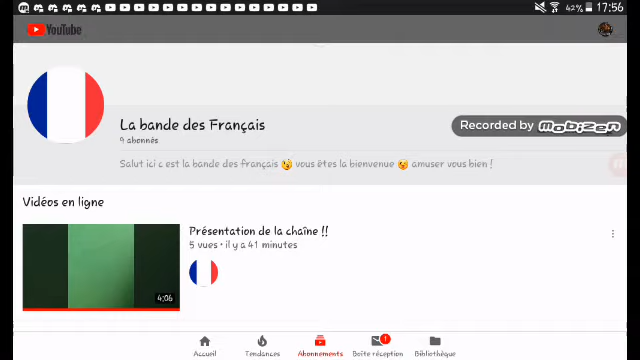 42% 17:56
YouTube
La bande des Français
9 abonnés
Recorded by mobizen
Salut ici c est la bande des français vous êtes la bienvenue amuser vous bien !
Vidéos en ligne
Présentation de la chaîne !!
5 vues • il y a 41 minutes
4:06
Accueil Tendances Abonnements Boîte réception Bibliothèque